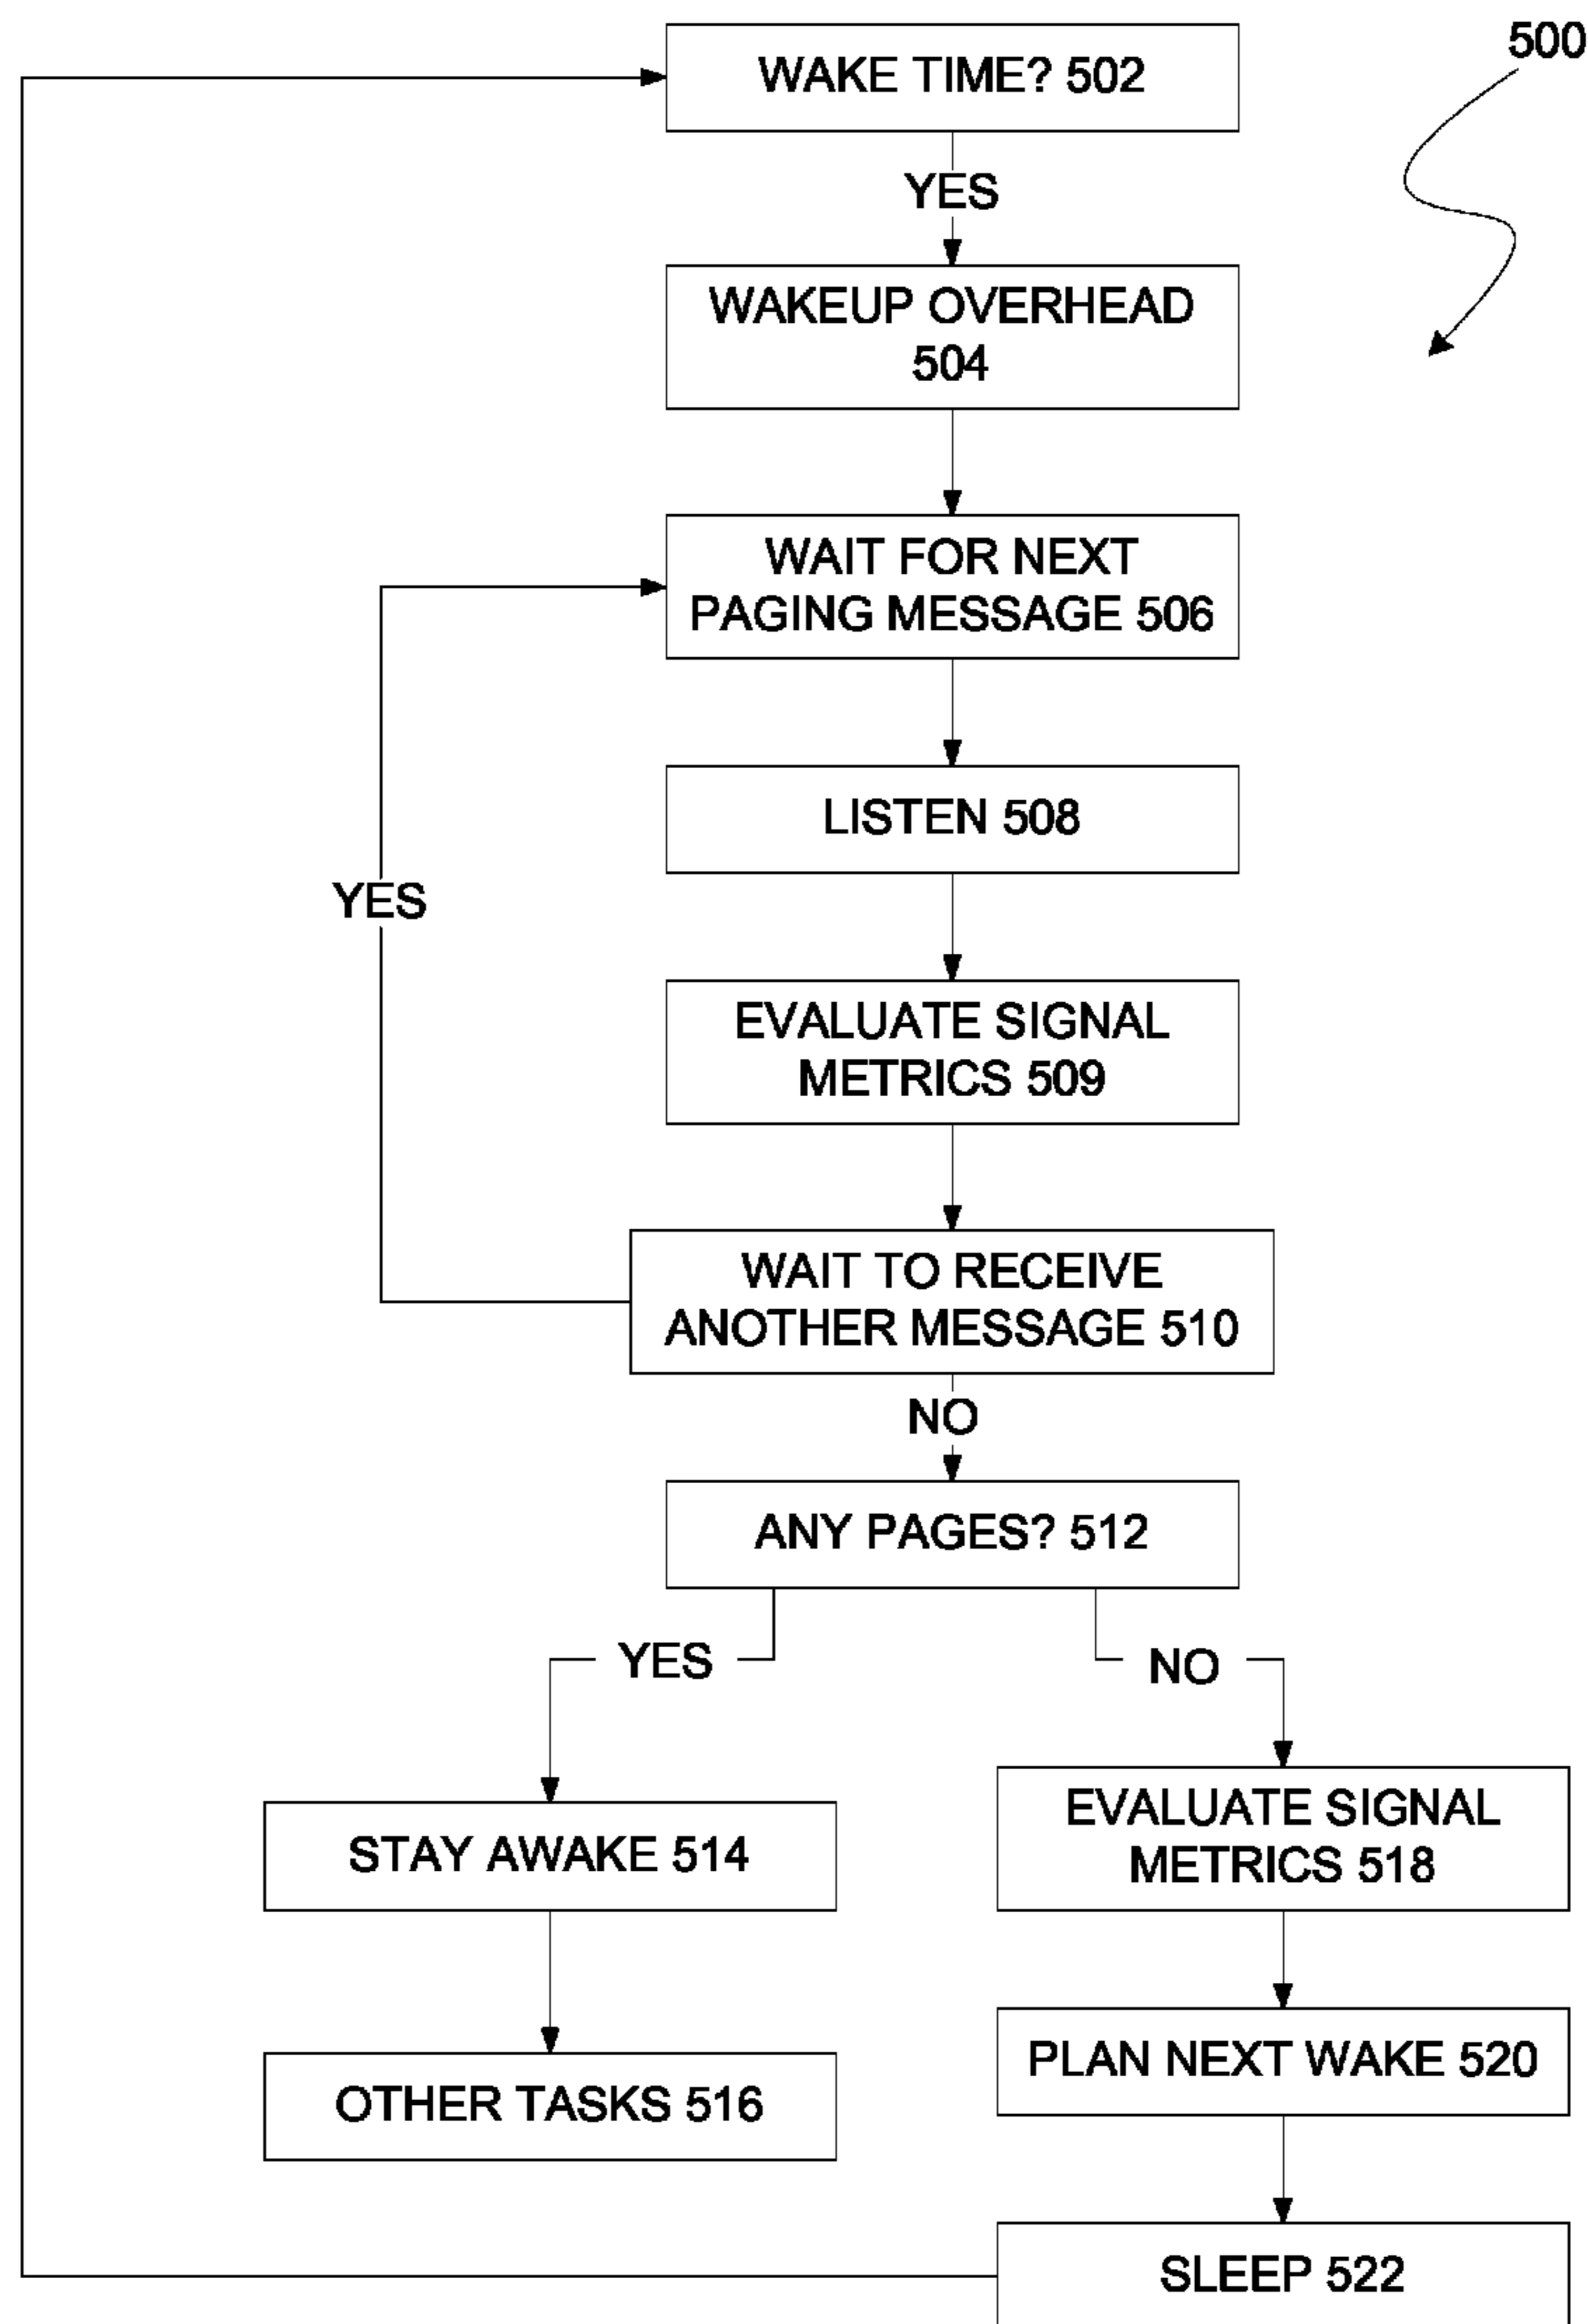 500
WAKE TIME? 502
YES
WAKEUP OVERHEAD
504
WAIT FOR NEXT
PAGING MESSAGE 506
LISTEN 508
YES
EVALUATE SIGNAL
METRICS 509
WAIT TO RECEIVE
ANOTHER MESSAGE 510
NO
ANY PAGES? 512
YES
NO
STAY AWAKE 514
EVALUATE SIGNAL
METRICS 518
OTHER TASKS 516
PLAN NEXT WAKE 520
SLEEP 522